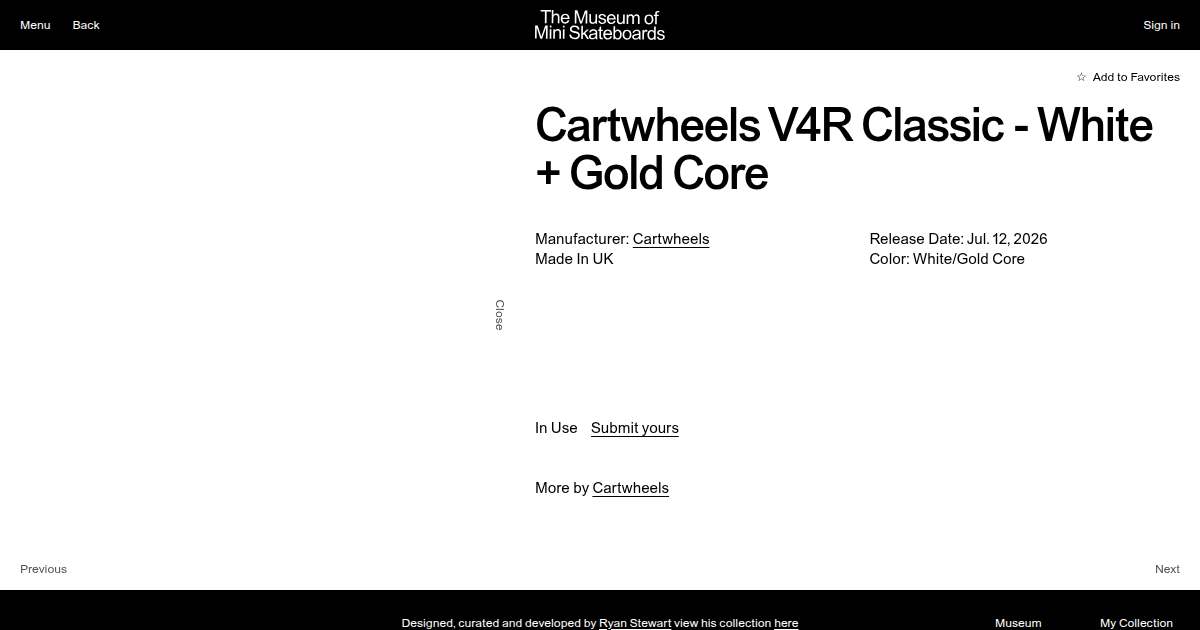 Menu
Back
The Museum of
Mini Skateboards
Sign in
☆ Add to Favorites
Cartwheels V4R Classic - White
+ Gold Core
Manufacturer: Cartwheels
Made In UK
Release Date: Jul. 12, 2026
Color: White/Gold Core
Close
In Use Submit yours
More by Cartwheels
Previous
Next
Designed, curated and developed by Ryan Stewart view his collection here
Museum
My Collection